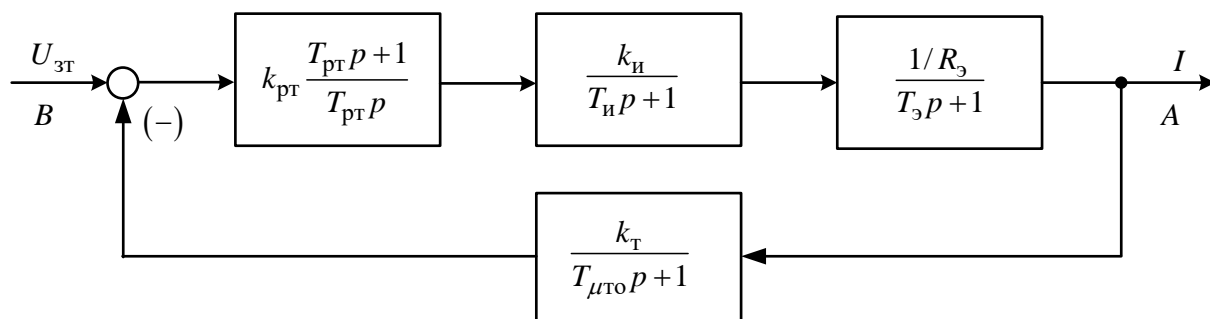 U_зт
B
(−)
k_рт (T_рт p + 1) / (T_рт p)
k_и / (T_и p + 1)
1/R_э / (T_э p + 1)
I
A
k_т / (T_μто p + 1)